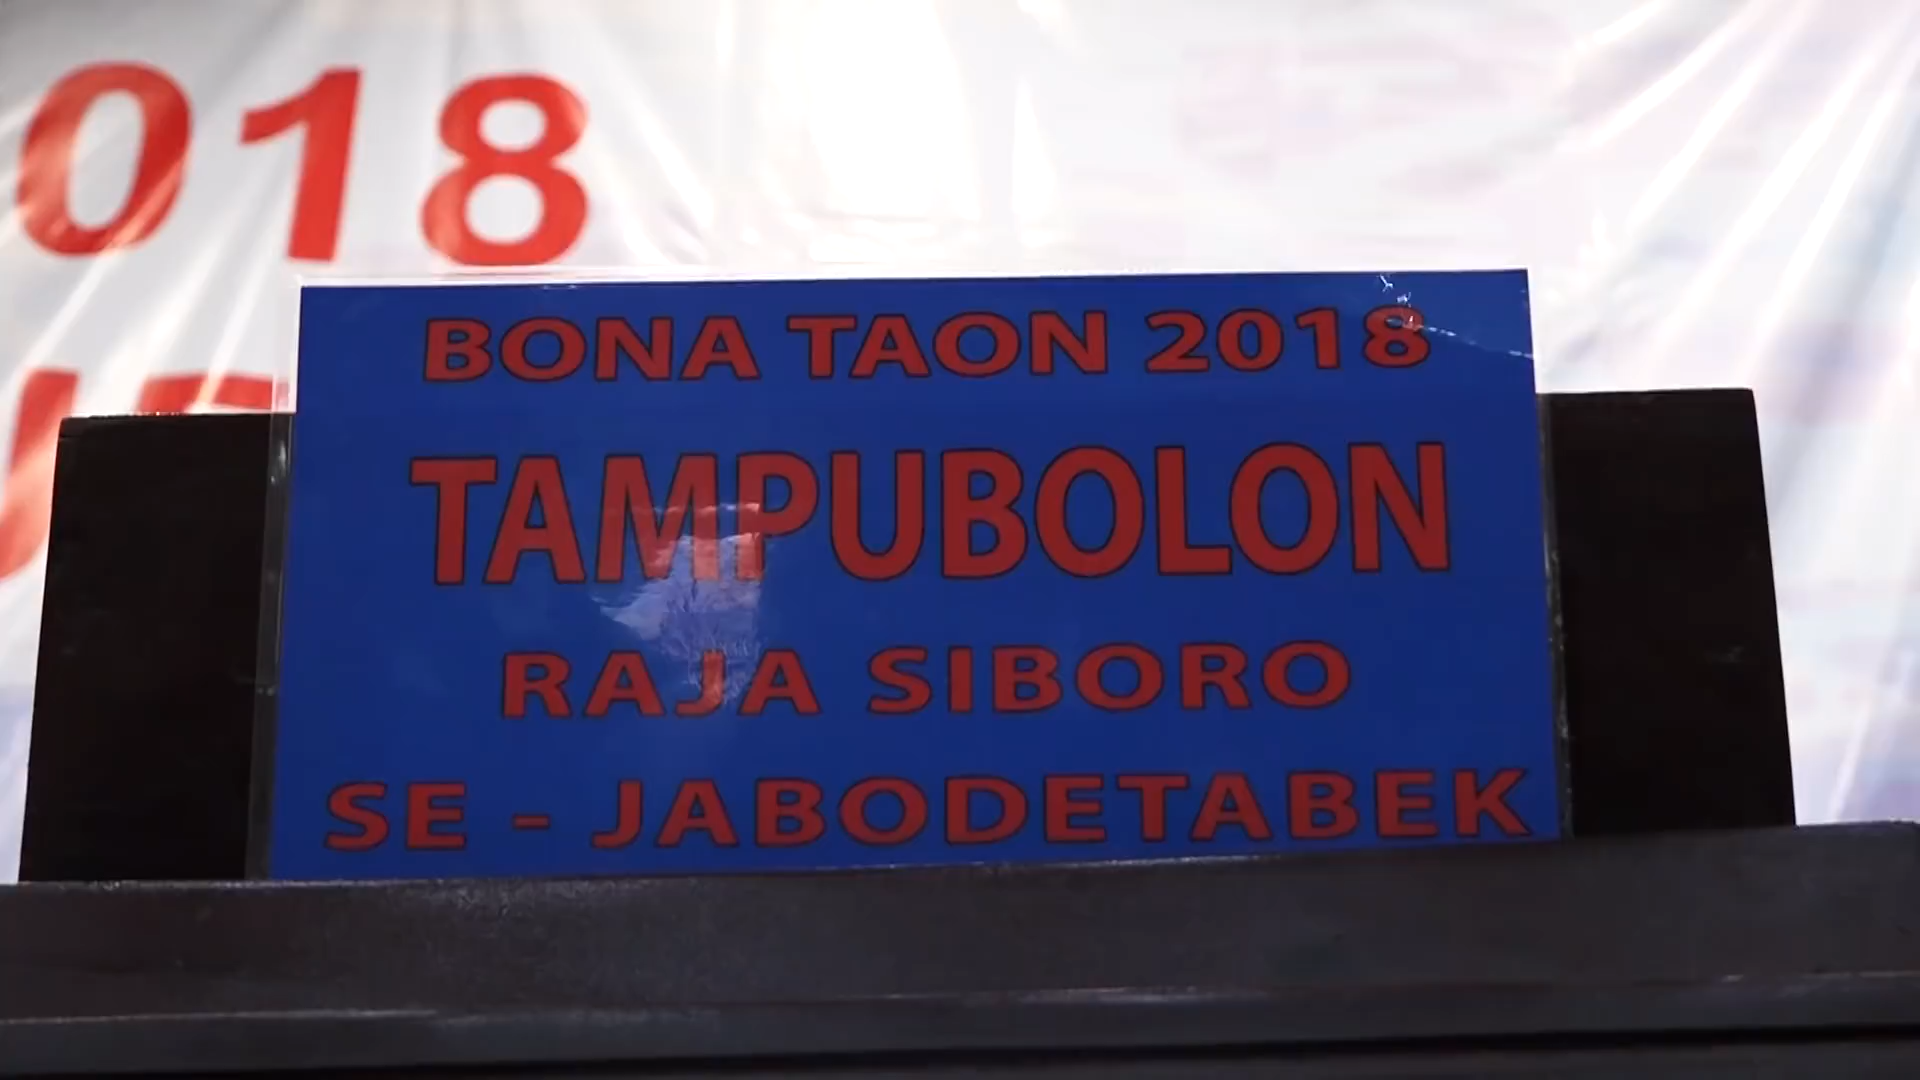 018
BONA TAON 2018
TAMPUBOLON
RAJA SIBORO
SE - JABODETABEK